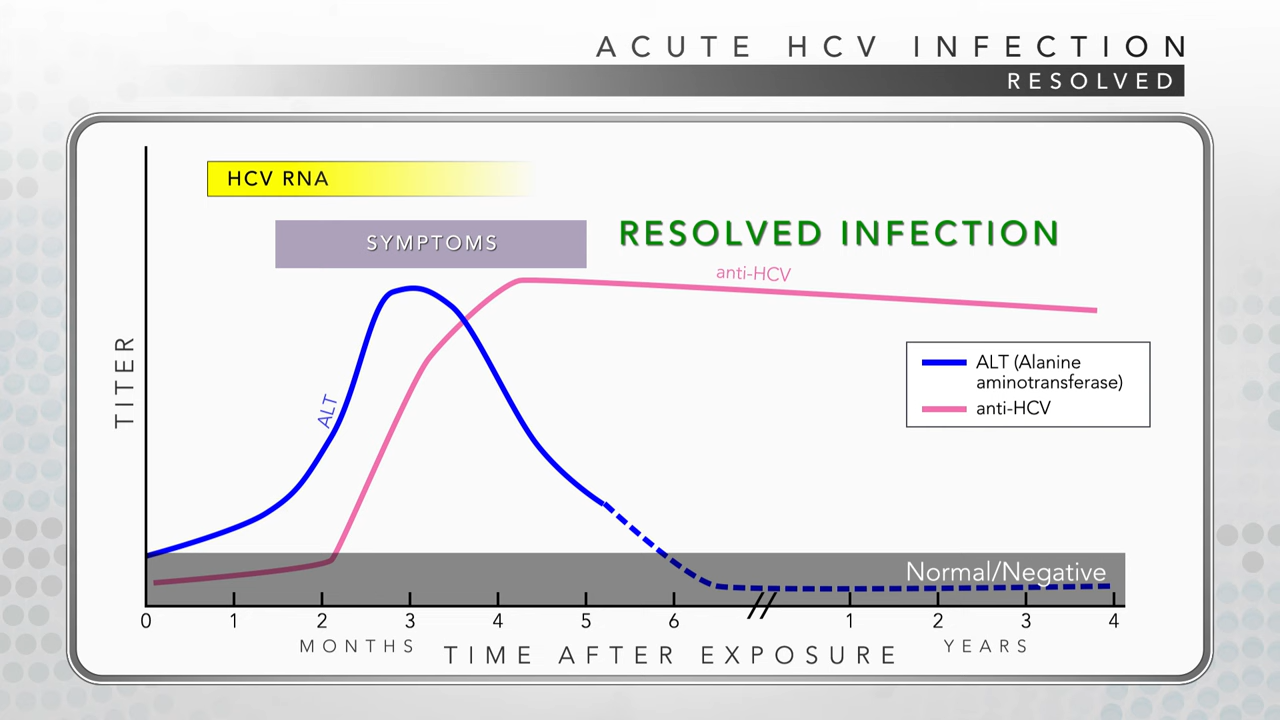 ACUTE HCV INFECTION
RESOLVED
HCV RNA
SYMPTOMS
RESOLVED INFECTION
anti-HCV
TITER
ALT
ALT (Alanine
aminotransferase)
anti-HCV
Normal/Negative
0 1 2 3 4 5 6 1 2 3 4
MONTHS
YEARS
TIME AFTER EXPOSURE